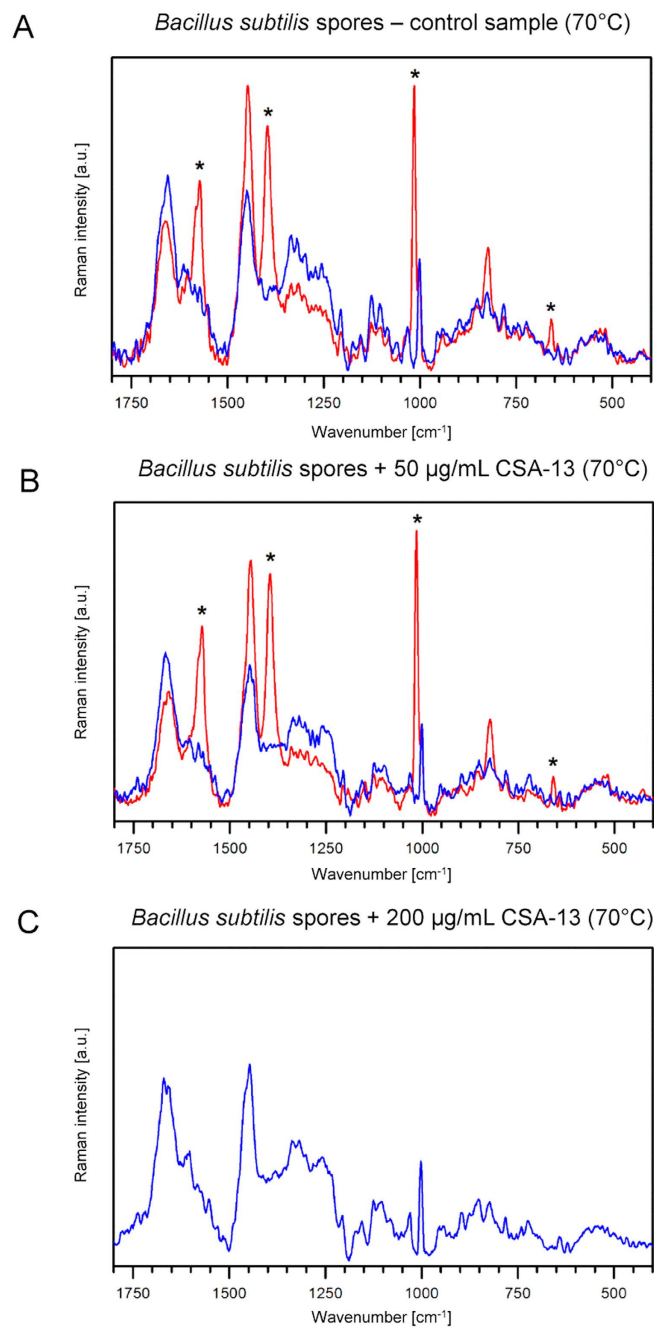 A
Bacillus subtilis spores – control sample (70°C)
*
*
*
*
Raman intensity [a.u.]
1750 1500 1250 1000 750 500
Wavenumber [cm-1]
B
Bacillus subtilis spores + 50 µg/mL CSA-13 (70°C)
*
*
*
*
Raman intensity [a.u.]
1750 1500 1250 1000 750 500
Wavenumber [cm-1]
C
Bacillus subtilis spores + 200 µg/mL CSA-13 (70°C)
Raman intensity [a.u.]
1750 1500 1250 1000 750 500
Wavenumber [cm-1]